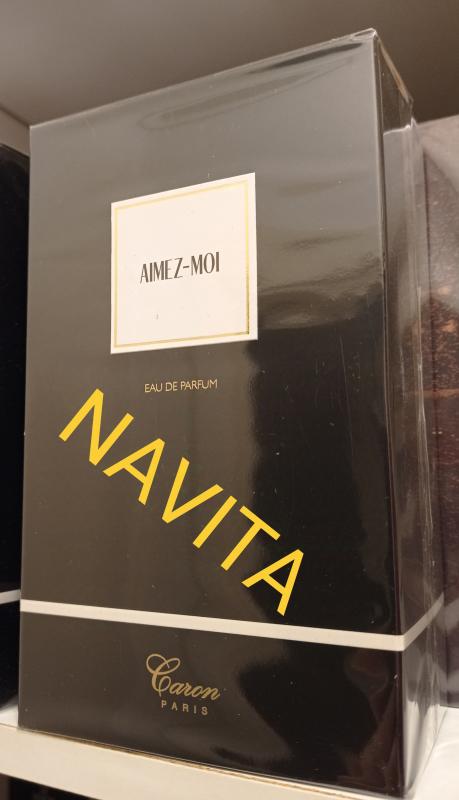 AIMEZ-MOI
EAU DE PARFUM
NAVITA
Caron
PARIS